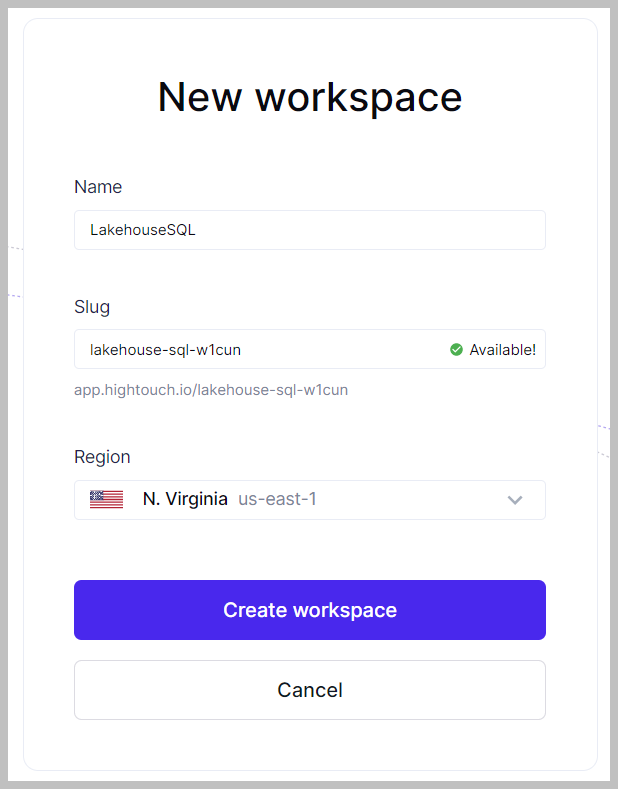 New workspace
Name
LakehouseSQL
Slug
lakehouse-sql-w1cun
Available!
app.hightouch.io/lakehouse-sql-w1cun
Region
N. Virginia us-east-1
Create workspace
Cancel